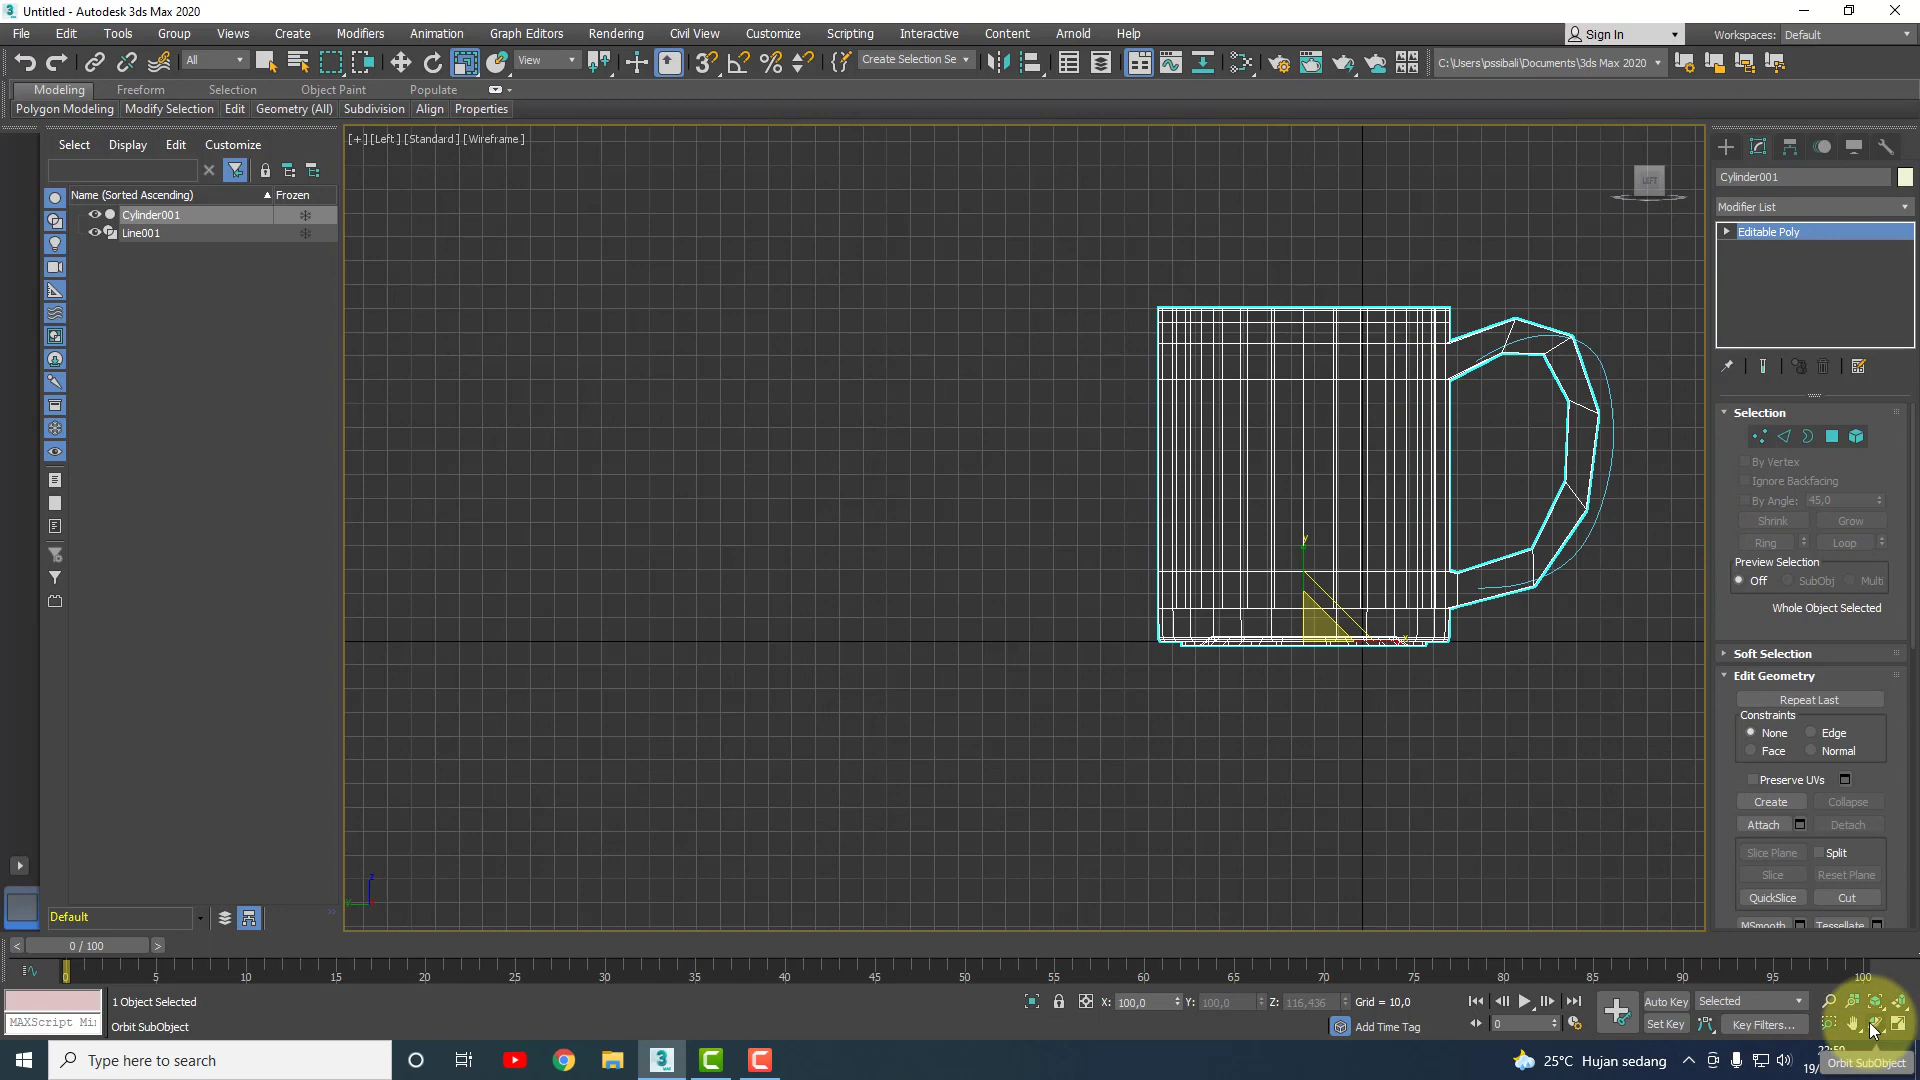 Untitled - Autodesk 3ds Max 2020
File Edit Tools Group Views Create Modifiers Animation Graph Editors Rendering Civil View Customize Scripting Interactive Content Arnold Help
Sign In Workspaces: Default
All View Create Selection Se C:\Users\pssibali\Documents\3ds Max 2020
Modeling Freeform Selection Object Paint Populate
Polygon Modeling Modify Selection Edit Geometry (All) Subdivision Align Properties
Select Display Edit Customize
[+] [Left] [Standard] [Wireframe]
Name (Sorted Ascending) Frozen
Cylinder001
Line001
LEFT
y
x
z
Cylinder001
Modifier List
Editable Poly
Selection
By Vertex
Ignore Backfacing
By Angle: 45,0
Shrink Grow
Ring Loop
Preview Selection
Off SubObj Multi
Whole Object Selected
Soft Selection
Edit Geometry
Repeat Last
Constraints
None Edge
Face Normal
Preserve UVs
Create Collapse
Attach Detach
Slice Plane Split
Slice Reset Plane
QuickSlice Cut
MSmooth Tessellate
Default
0 / 100
0 5 10 15 20 25 30 35 40 45 50 55 60 65 70 75 80 85 90 95 100
1 Object Selected X: 100,0 Y: 100,0 Z: 116,436 Grid = 10,0 Auto Key Selected
MAXScript Mi Orbit SubObject Add Time Tag 0 Set Key Key Filters...
Type here to search 25°C Hujan sedang
Orbit SubObject